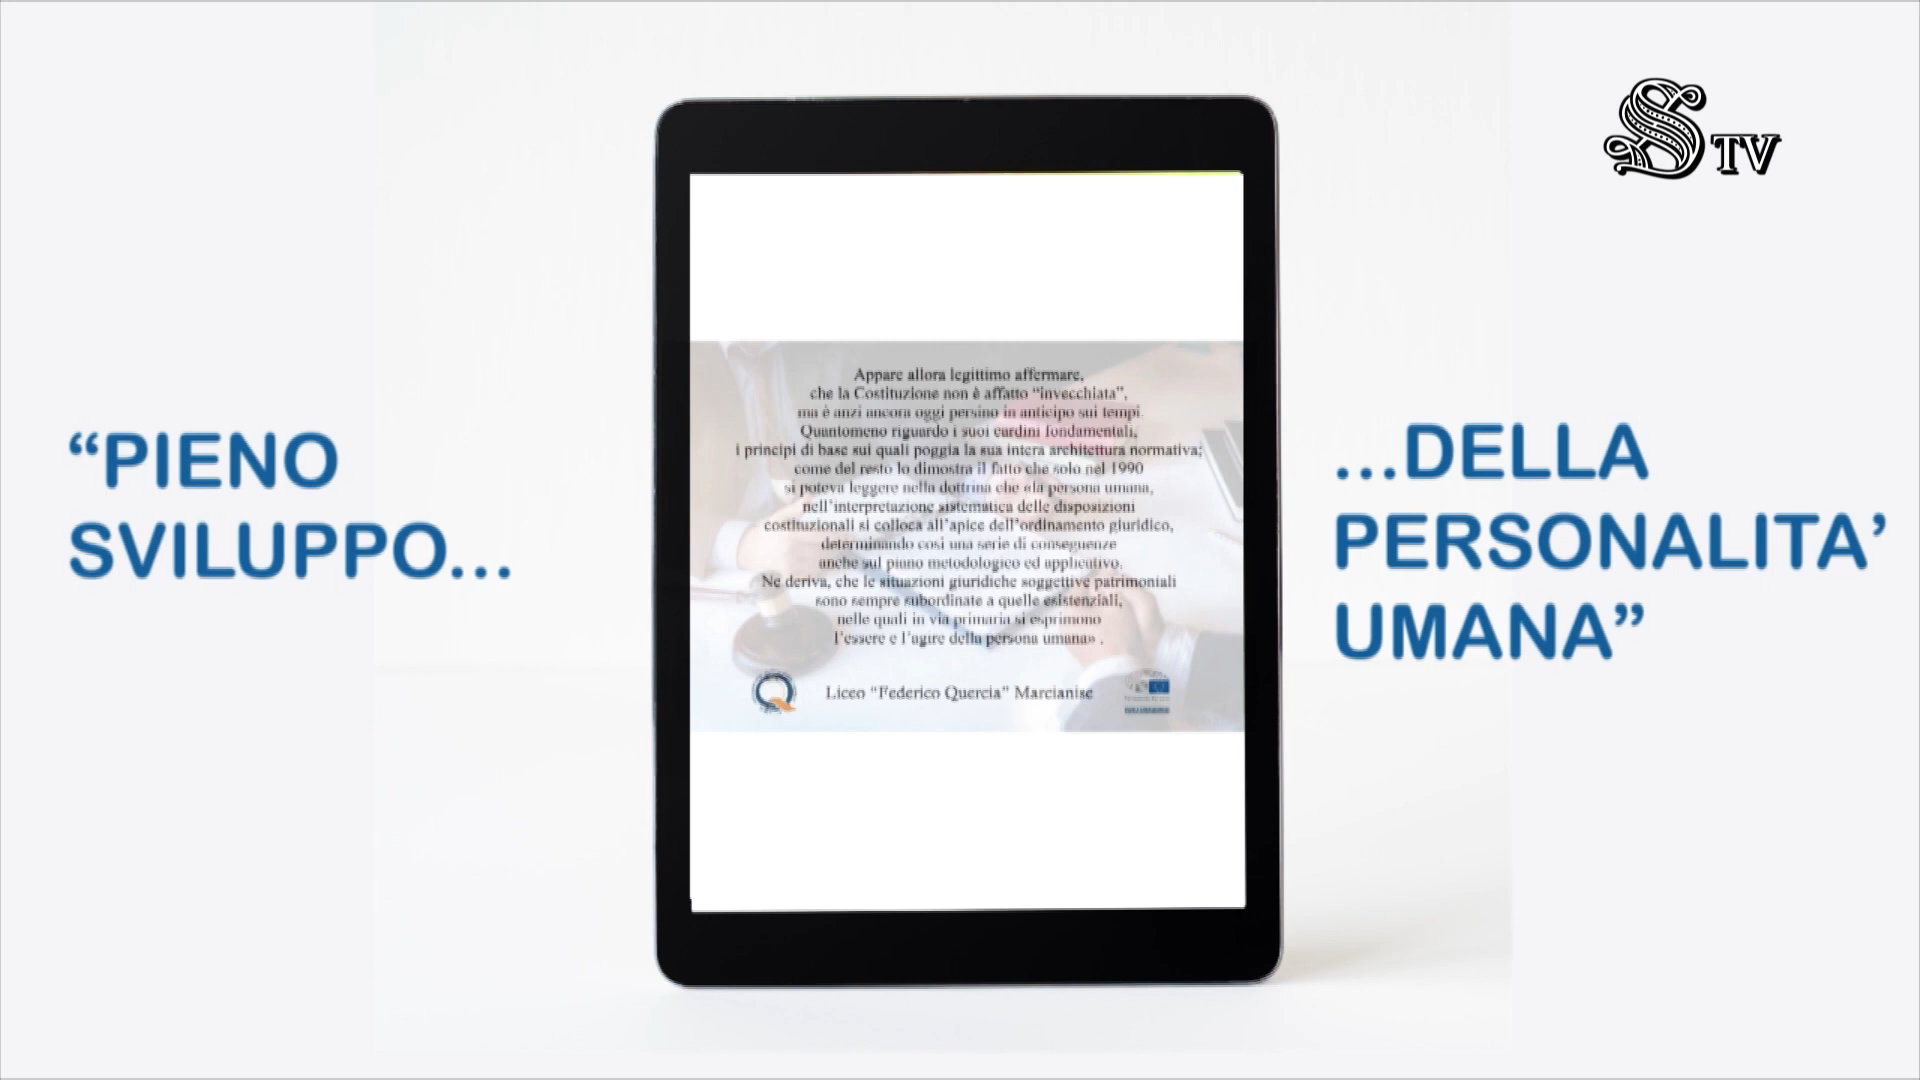 S TV
“PIENO
SVILUPPO...
...DELLA
PERSONALITA’
UMANA”
Appare allora legittimo affermare,
che la Costituzione non è affatto “invecchiata”,
ma è anzi ancora oggi persino in anticipo sui tempi.
Quantomeno riguardo i suoi cardini fondamentali,
i principi di base sui quali poggia la sua intera architettura normativa;
come del resto lo dimostra il fatto che solo nel 1990
si poteva leggere nella dottrina che «la persona umana,
nell’interpretazione sistematica delle disposizioni
costituzionali si colloca all’apice dell’ordinamento giuridico,
determinando così una serie di conseguenze
anche sul piano metodologico ed applicativo.
Ne deriva, che le situazioni giuridiche soggettive patrimoniali
sono sempre subordinate a quelle esistenziali,
nelle quali in via primaria si esprimono
l’essere e l’agire della persona umana» .
Liceo "Federico Quercia" Marcianise